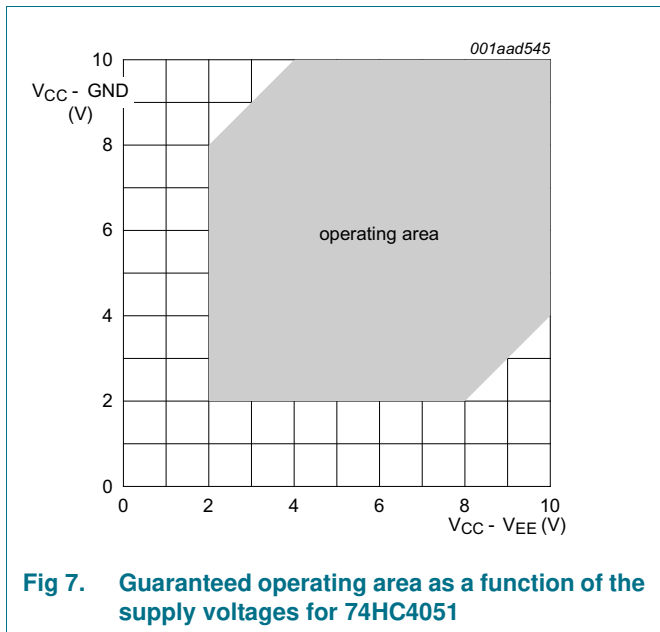 001aad545
10
VCC - GND
(V)
8
6
operating area
4
2
0
0 2 4 6 8 10
VCC - VEE (V)
Fig 7. Guaranteed operating area as a function of the
supply voltages for 74HC4051